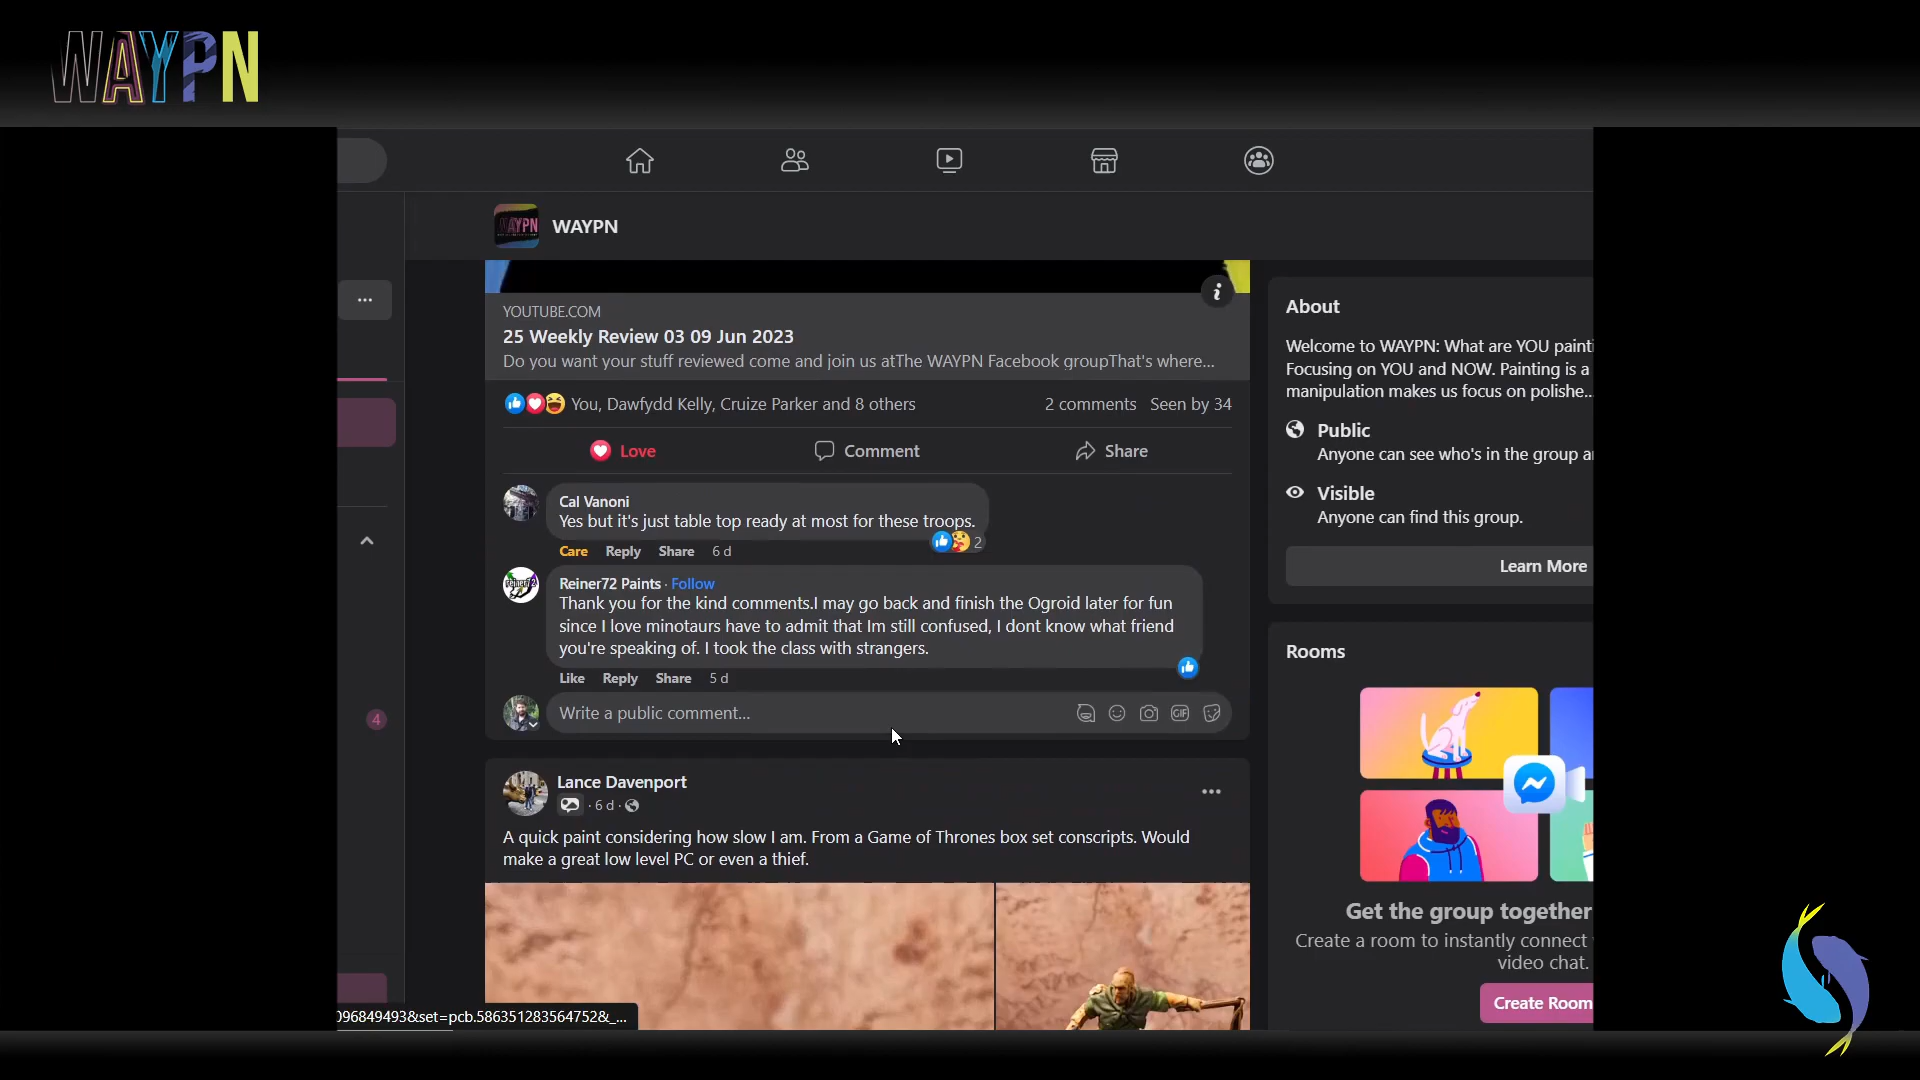 WAYPN
WAYPN
YOUTUBE.COM
25 Weekly Review 03 09 Jun 2023
Do you want your stuff reviewed come and join us atThe WAYPN Facebook groupThat's where...
You, Dawfydd Kelly, Cruize Parker and 8 others
2 comments Seen by 34
Love Comment Share
Cal Vanoni
Yes but it's just table top ready at most for these troops.
2
Care Reply Share 6 d
Reiner72 Paints · Follow
Thank you for the kind comments.I may go back and finish the Ogroid later for fun
since I love minotaurs have to admit that Im still confused, I dont know what friend
you're speaking of. I took the class with strangers.
Like Reply Share 5 d
Write a public comment...
GIF
Lance Davenport
· 6 d ·
A quick paint considering how slow I am. From a Game of Thrones box set conscripts. Would
make a great low level PC or even a thief.
About
Welcome to WAYPN: What are YOU painti
Focusing on YOU and NOW. Painting is a
manipulation makes us focus on polishe...
Public
Anyone can see who's in the group a
Visible
Anyone can find this group.
Learn More
Rooms
Get the group together
Create a room to instantly connect
video chat.
Create Room
4
096849493&set=pcb.5863512835647​52&_...